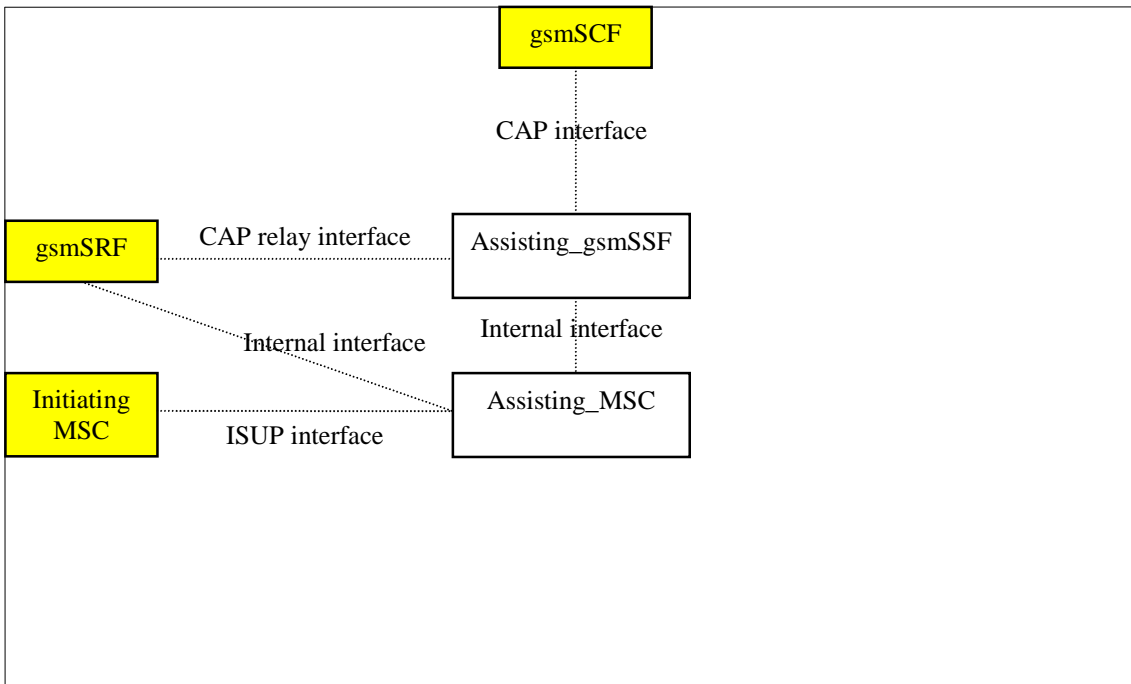 gsmSCF
CAP interface
CAP relay interface
gsmSRF
Assisting_gsmSSF
Internal interface
Internal interface
Initiating
MSC
Assisting_MSC
ISUP interface